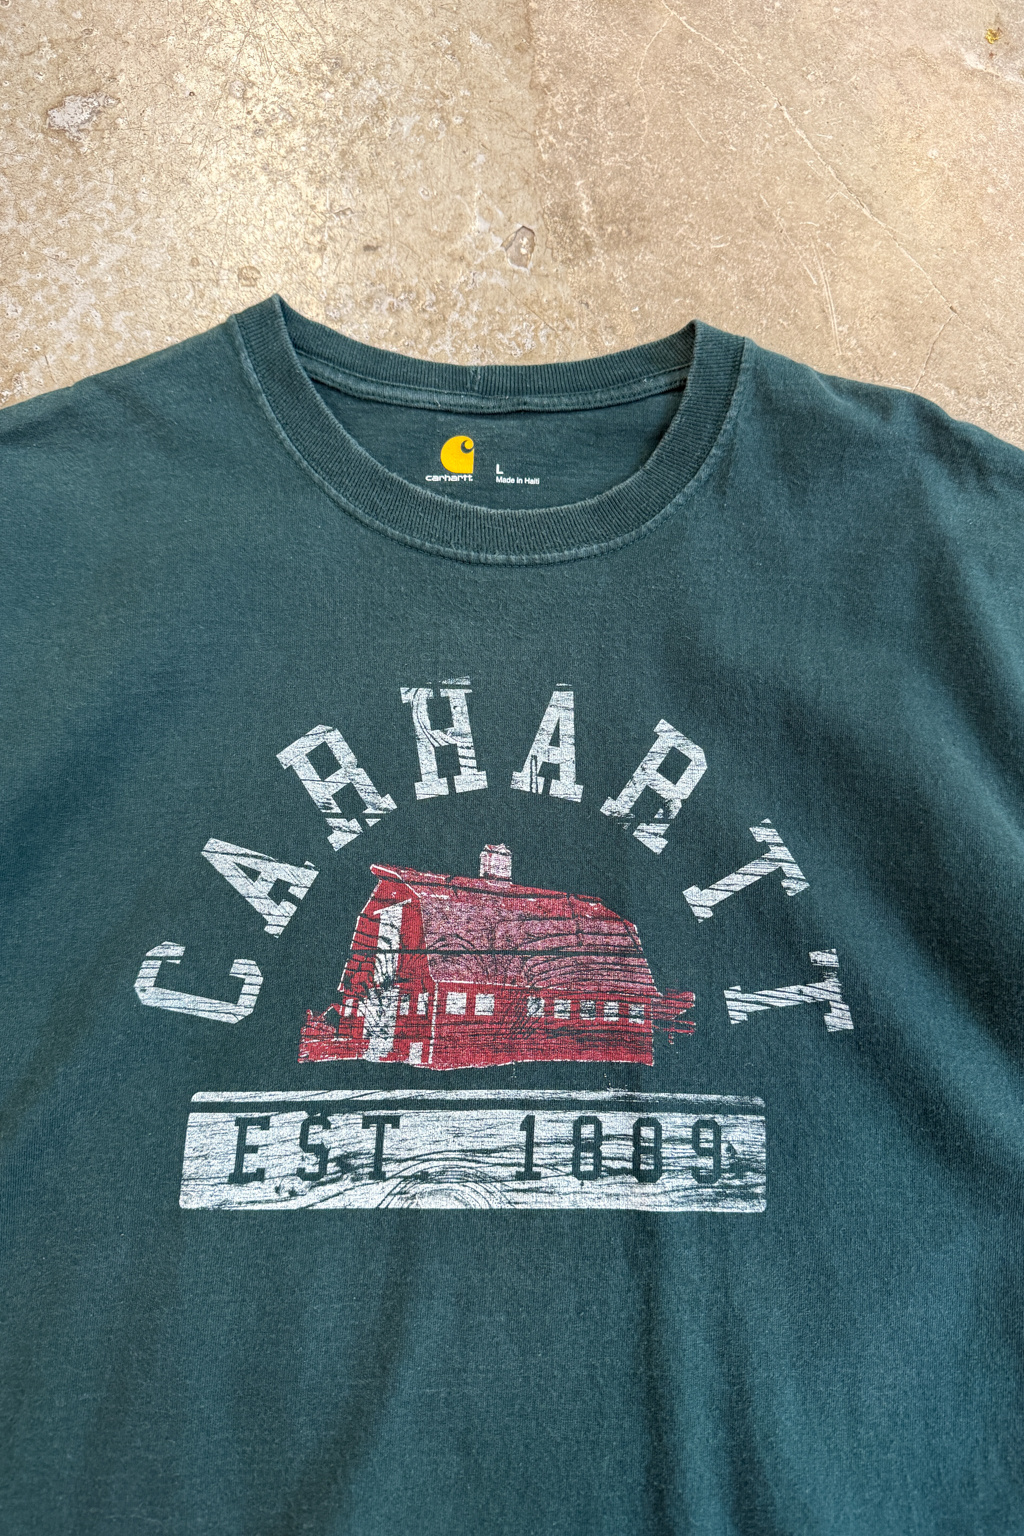 carhartt
L
Made in Haiti
CARHARTT
EST 1889